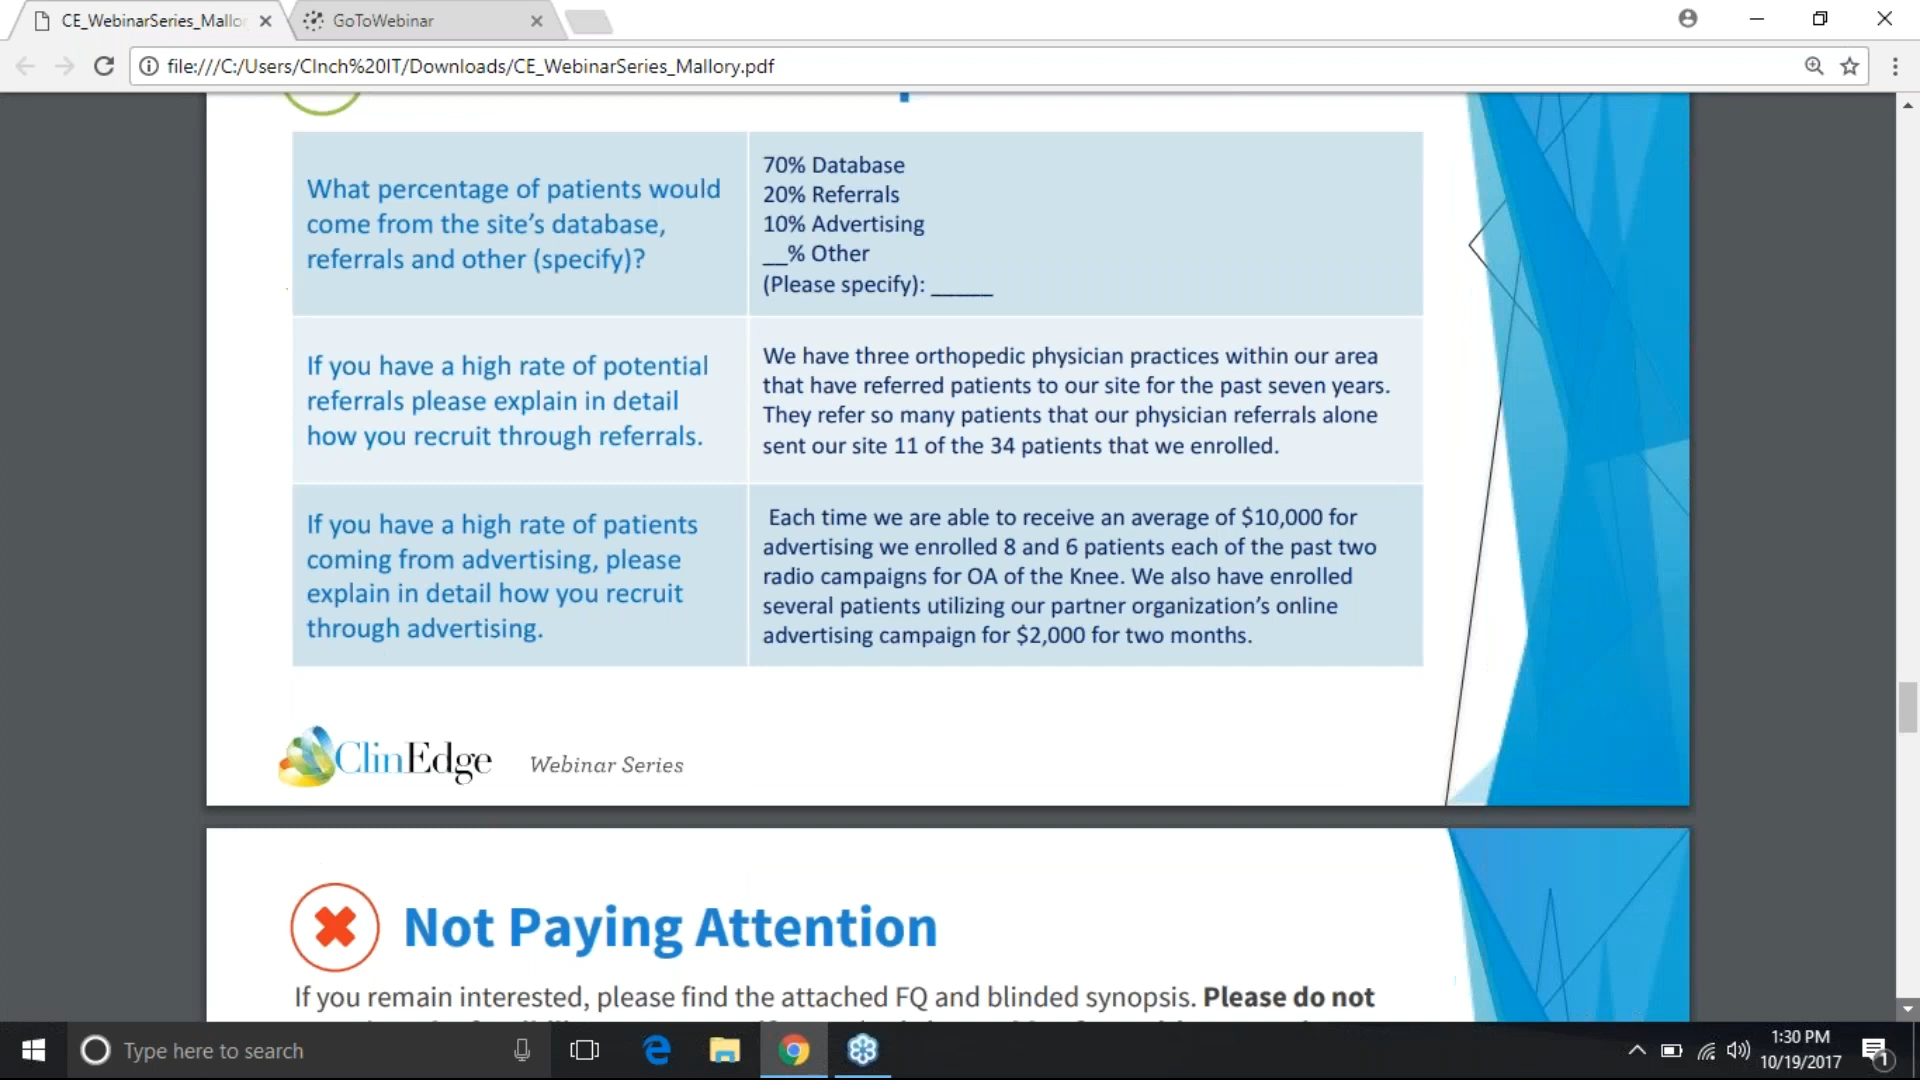 CE_WebinarSeries_Mallo
GoToWebinar
file:///C:/Users/CInch%20IT/Downloads/CE_WebinarSeries_Mallory.pdf
What percentage of patients would
come from the site's database,
referrals and other (specify)?
70% Database
20% Referrals
10% Advertising
__% Other
(Please specify): _____
If you have a high rate of potential
referrals please explain in detail
how you recruit through referrals.
We have three orthopedic physician practices within our area
that have referred patients to our site for the past seven years.
They refer so many patients that our physician referrals alone
sent our site 11 of the 34 patients that we enrolled.
If you have a high rate of patients
coming from advertising, please
explain in detail how you recruit
through advertising.
Each time we are able to receive an average of $10,000 for
advertising we enrolled 8 and 6 patients each of the past two
radio campaigns for OA of the Knee. We also have enrolled
several patients utilizing our partner organization's online
advertising campaign for $2,000 for two months.
ClinEdge
Webinar Series
Not Paying Attention
If you remain interested, please find the attached FQ and blinded synopsis. Please do not
Type here to search
1:30 PM
10/19/2017
1